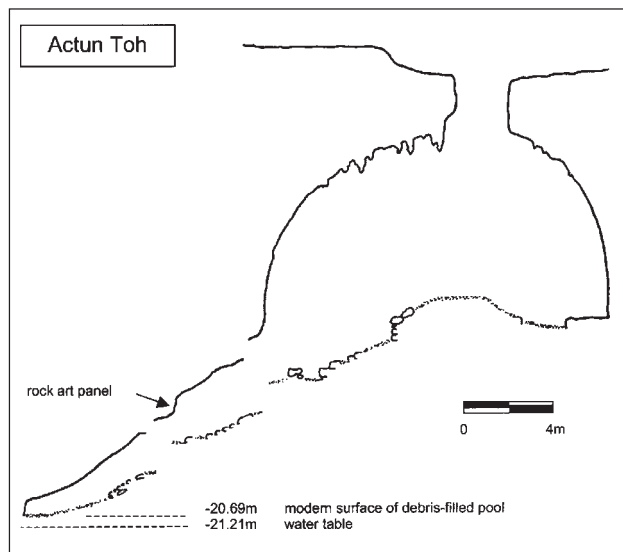 Actun Toh
rock art panel
0 4m
-20.69m modern surface of debris-filled pool
-21.21m water table